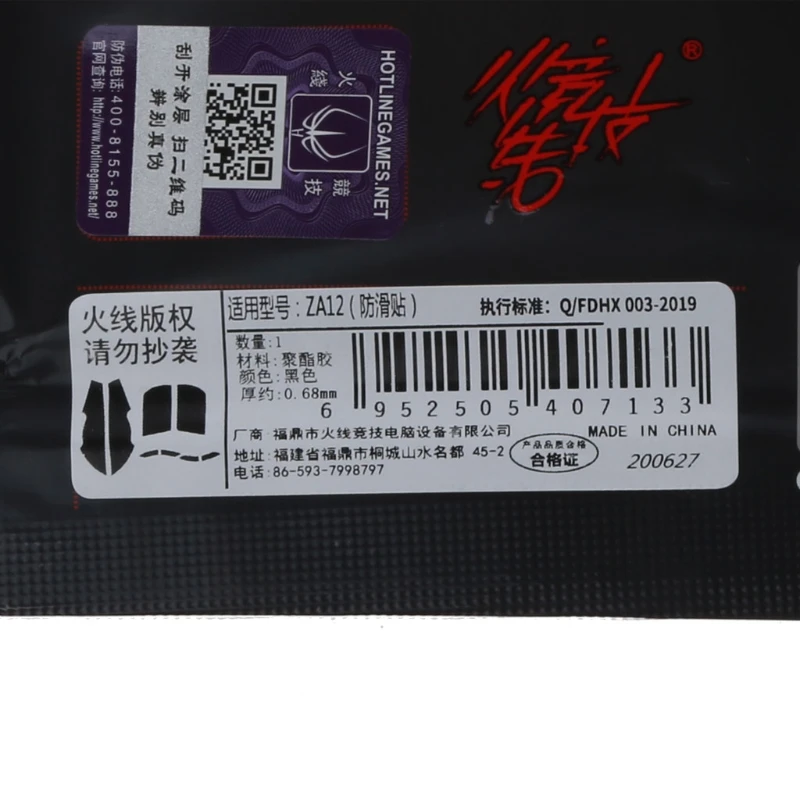 HOTLINEGAMES.NET
火线
競技
刮开涂层 扫二维码
辨别真伪
防伪电话:400-8155-888
官网查询: http://www.hotlinegames.net/
®
火线版权
请勿抄袭
适用型号: ZA12 (防滑贴)
执行标准: Q/FDHX 003-2019
数量:1
材料:聚酯胶
颜色:黑色
厚约:0.68mm
6 952505 407133
厂商:福鼎市火线竞技电脑设备有限公司
MADE IN CHINA
地址:福建省福鼎市桐城山水名都 45-2
电话:86-593-7998797
产品品质合格
合格证
200627